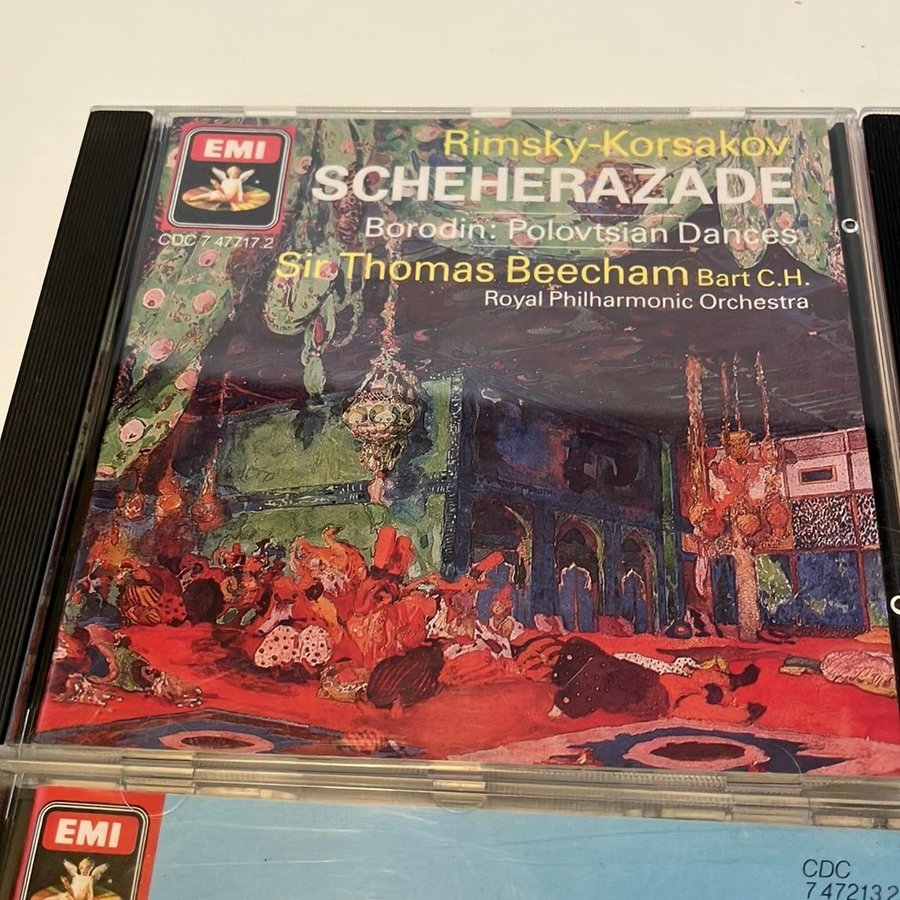 EMI
CDC 7 47717 2
Rimsky-Korsakov
SCHEHERAZADE
Borodin: Polovtsian Dances
Sir Thomas Beecham Bart C.H.
Royal Philharmonic Orchestra
EMI
CDC
7 47213 2